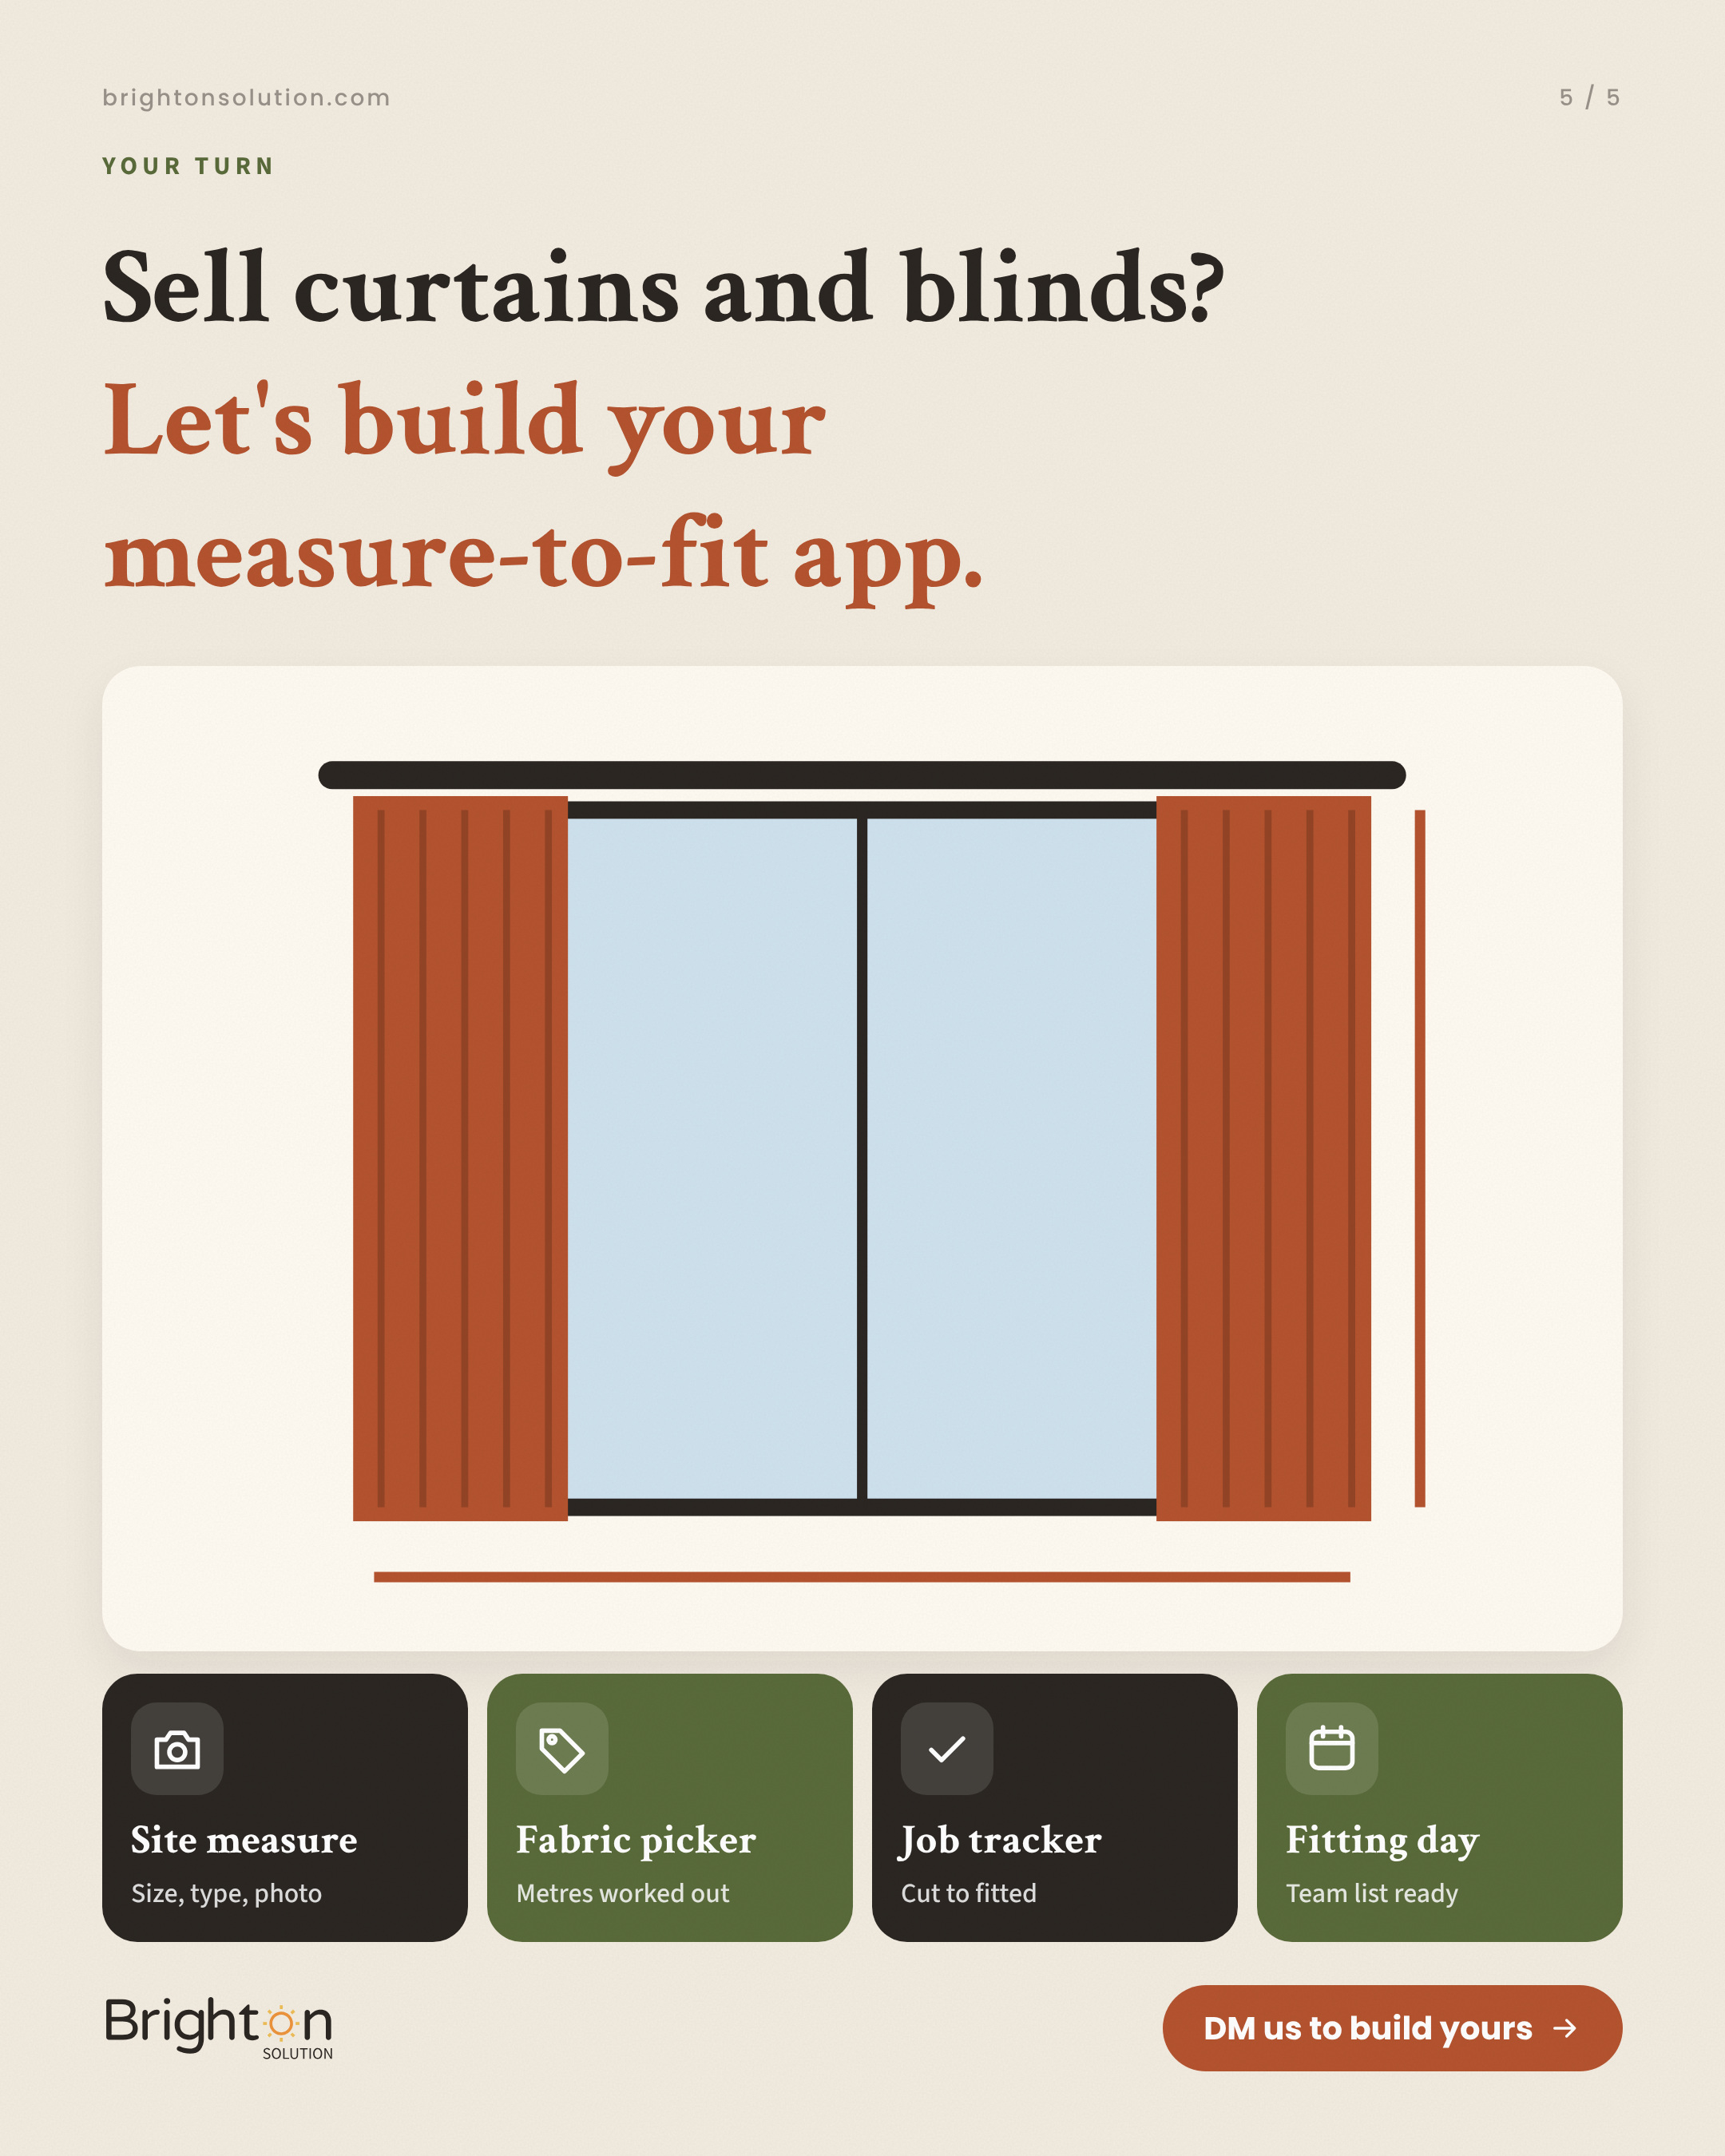 brightonsolution.com
5 / 5
YOUR TURN
Sell curtains and blinds?
Let's build your
measure-to-fit app.
Site measure
Size, type, photo
Fabric picker
Metres worked out
Job tracker
Cut to fitted
Fitting day
Team list ready
Brighton
SOLUTION
DM us to build yours →